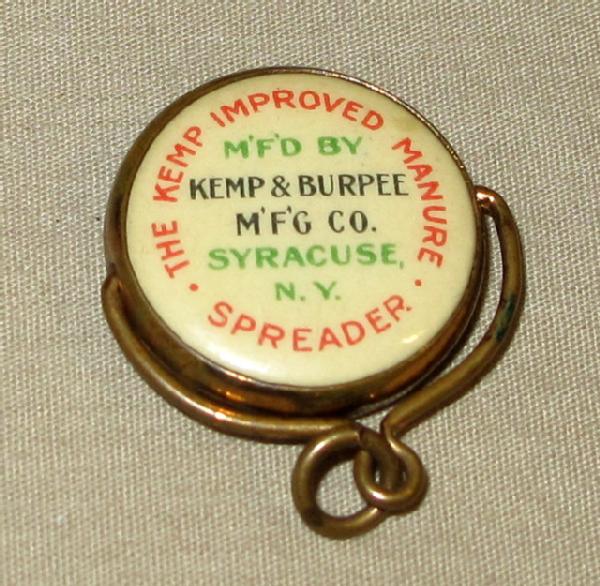 THE KEMP IMPROVED MANURE
SPREADER
M'F'D BY
KEMP & BURPEE
M'F'G CO.
SYRACUSE,
N.Y.